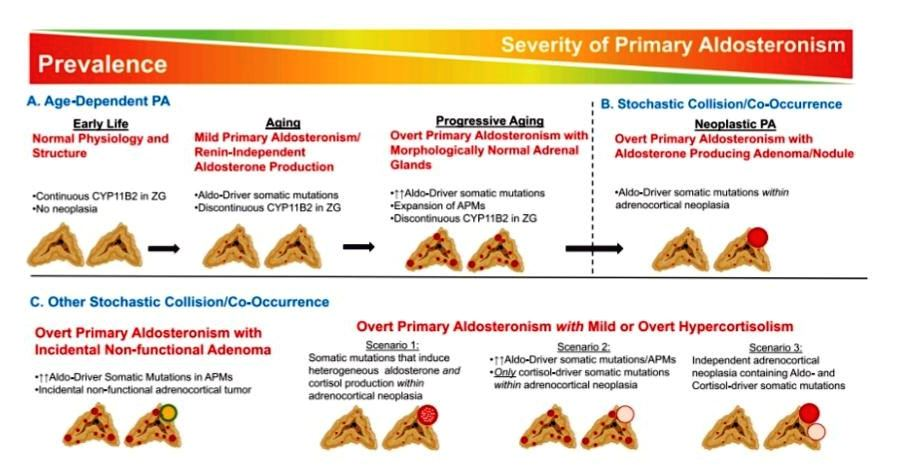 Severity of Primary Aldosteronism
Prevalence
A. Age-Dependent PA
B. Stochastic Collision/Co-Occurrence
Early Life
Normal Physiology and
Structure
•Continuous CYP11B2 in ZG
•No neoplasia
Aging
Mild Primary Aldosteronism/
Renin-Independent
Aldosterone Production
•Aldo-Driver somatic mutations
•Discontinuous CYP11B2 in ZG
Progressive Aging
Overt Primary Aldosteronism with
Morphologically Normal Adrenal
Glands
•↑↑Aldo-Driver somatic mutations
•Expansion of APMs
•Discontinuous CYP11B2 in ZG
Neoplastic PA
Overt Primary Aldosteronism with
Aldosterone Producing Adenoma/Nodule
•Aldo-Driver somatic mutations within
adrenocortical neoplasia
C. Other Stochastic Collision/Co-Occurrence
Overt Primary Aldosteronism with
Incidental Non-functional Adenoma
•↑↑Aldo-Driver Somatic Mutations in APMs
•Incidental non-functional adrenocortical tumor
Overt Primary Aldosteronism with Mild or Overt Hypercortisolism
Scenario 1:
Somatic mutations that induce
heterogeneous aldosterone and
cortisol production within
adrenocortical neoplasia
Scenario 2:
•↑↑Aldo-Driver somatic mutations/APMs
•Only cortisol-driver somatic mutations
within adrenocortical neoplasia
Scenario 3:
Independent adrenocortical
neoplasia containing Aldo- and
Cortisol-driver somatic mutations